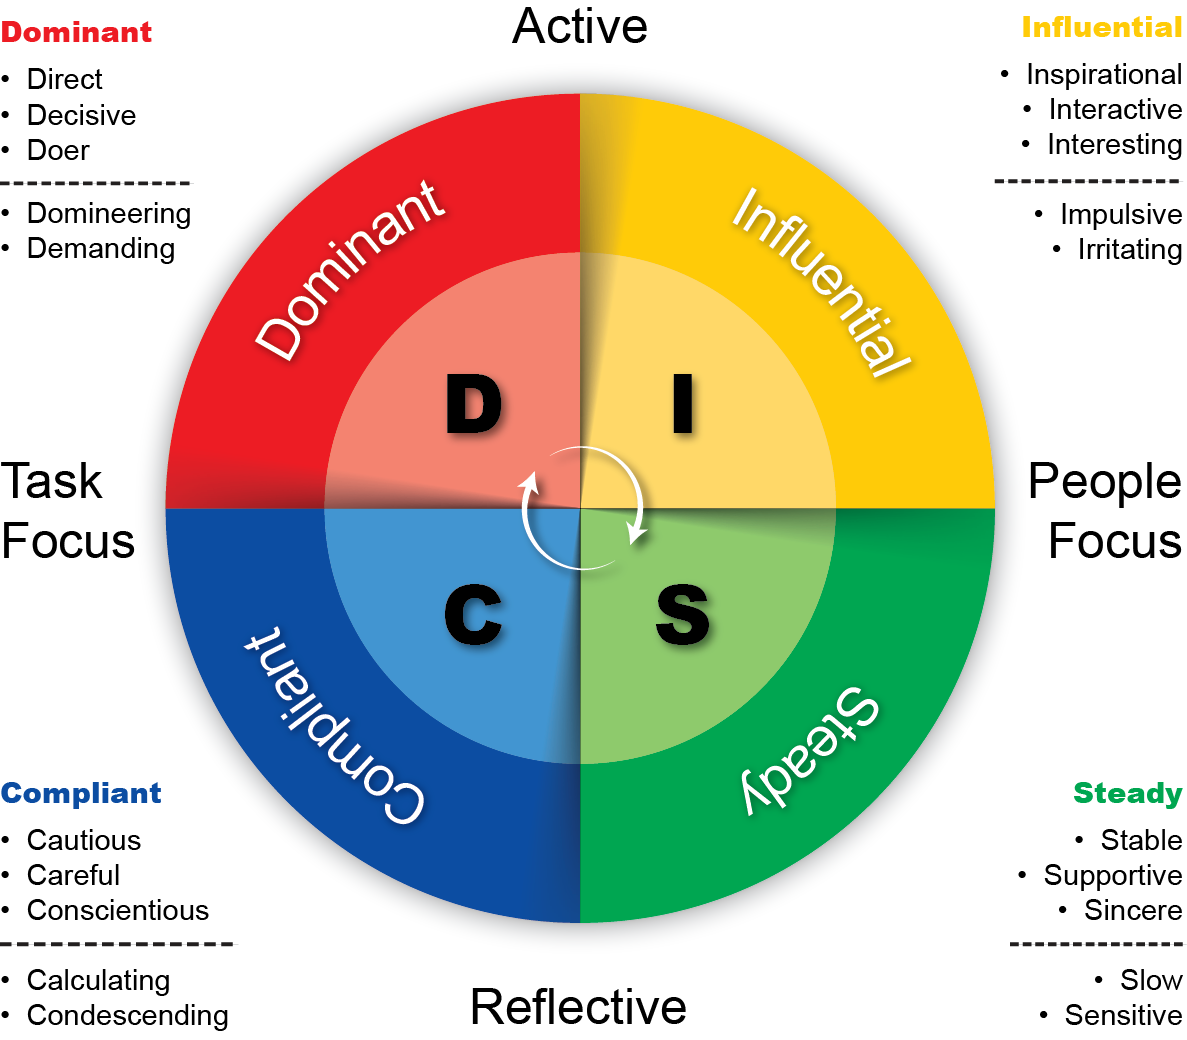 Active
Dominant
• Direct
• Decisive
• Doer
• Domineering
• Demanding
Influential
• Inspirational
• Interactive
• Interesting
• Impulsive
• Irritating
Dominant
Influential
D
I
Task
Focus
People
Focus
C
S
Compliant
Steady
Compliant
• Cautious
• Careful
• Conscientious
• Calculating
• Condescending
Steady
• Stable
• Supportive
• Sincere
• Slow
• Sensitive
Reflective